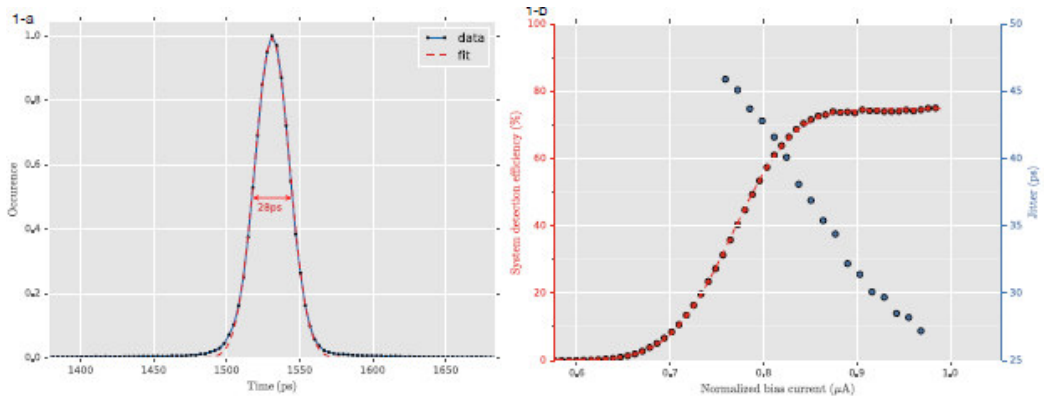 1-a
1.0
0.8
0.6
0.4
0.2
0.0
Occurence
data
fit
28ps
1400
1450
1500
1550
1600
1650
Time (ps)
1-b
100
80
60
40
20
0
System detection efficiency (%)
50
45
40
35
30
25
Jitter (ps)
0.6
0.7
0.8
0.9
1.0
Normalized bias current (μA)